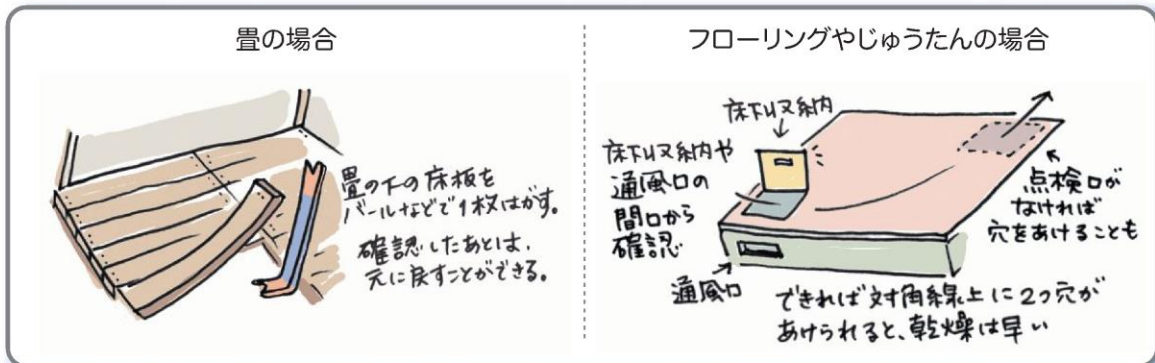 畳の場合
畳の下の床板を
バールなどで1枚はがす。
確認したあとは、
元に戻すことができる。
フローリングやじゅうたんの場合
床下収納
床下収納や
通風口の
間口から
確認
通風口
点検口が
なければ
穴をあけることも
できれば対角線上に2つ穴が
あけられると、乾燥は早い